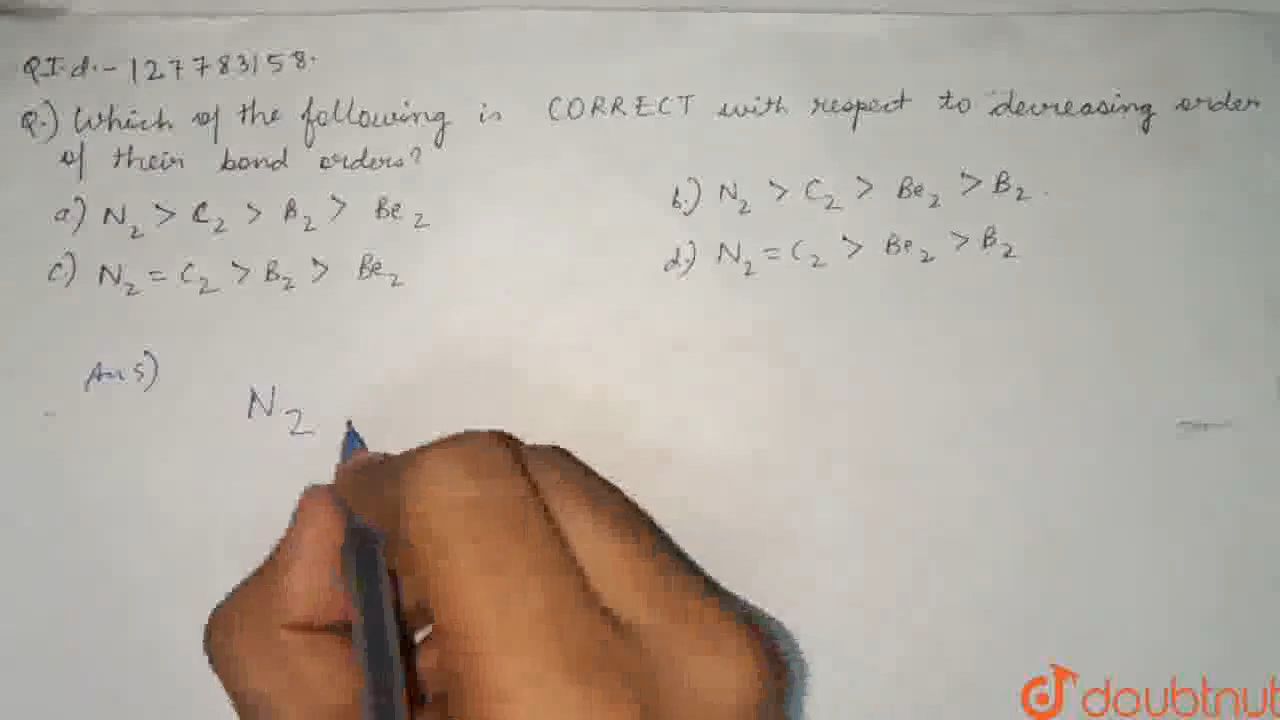 Q.I.d.- 127783158.
Q.) Which of the following is CORRECT with respect to decreasing order
of their bond orders?
a) N₂ > C₂ > B₂ > Be₂
b.) N₂ > C₂ > Be₂ > B₂.
c) N₂ = C₂ > B₂ > Be₂
d.) N₂ = C₂ > Be₂ > B₂
Ans)
N₂
doubtnut